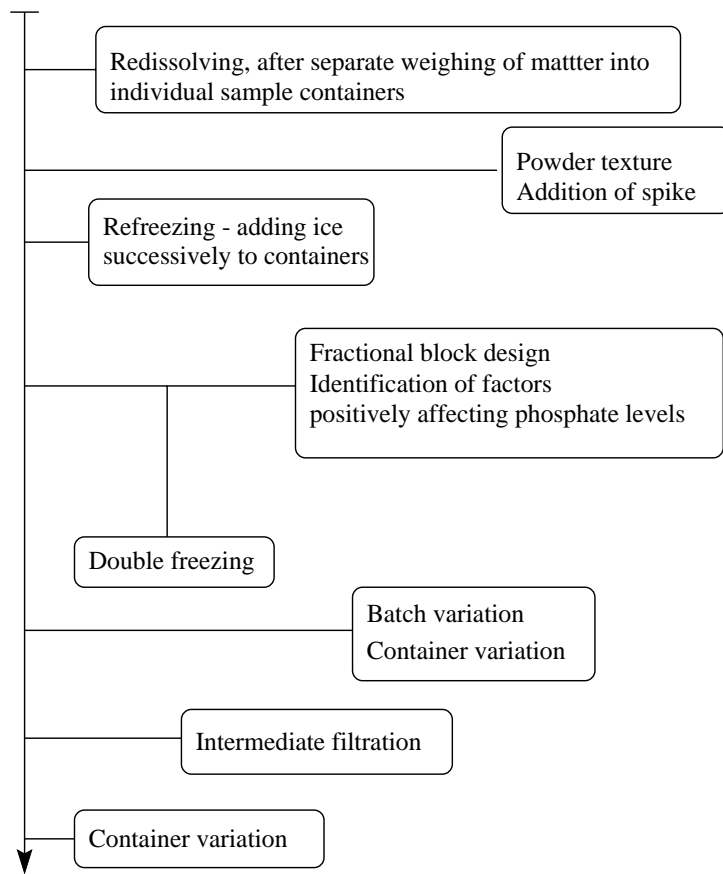 Redissolving, after separate weighing of mattter into
individual sample containers
Powder texture
Addition of spike
Refreezing - adding ice
successively to containers
Fractional block design
Identification of factors
positively affecting phosphate levels
Double freezing
Batch variation
Container variation
Intermediate filtration
Container variation